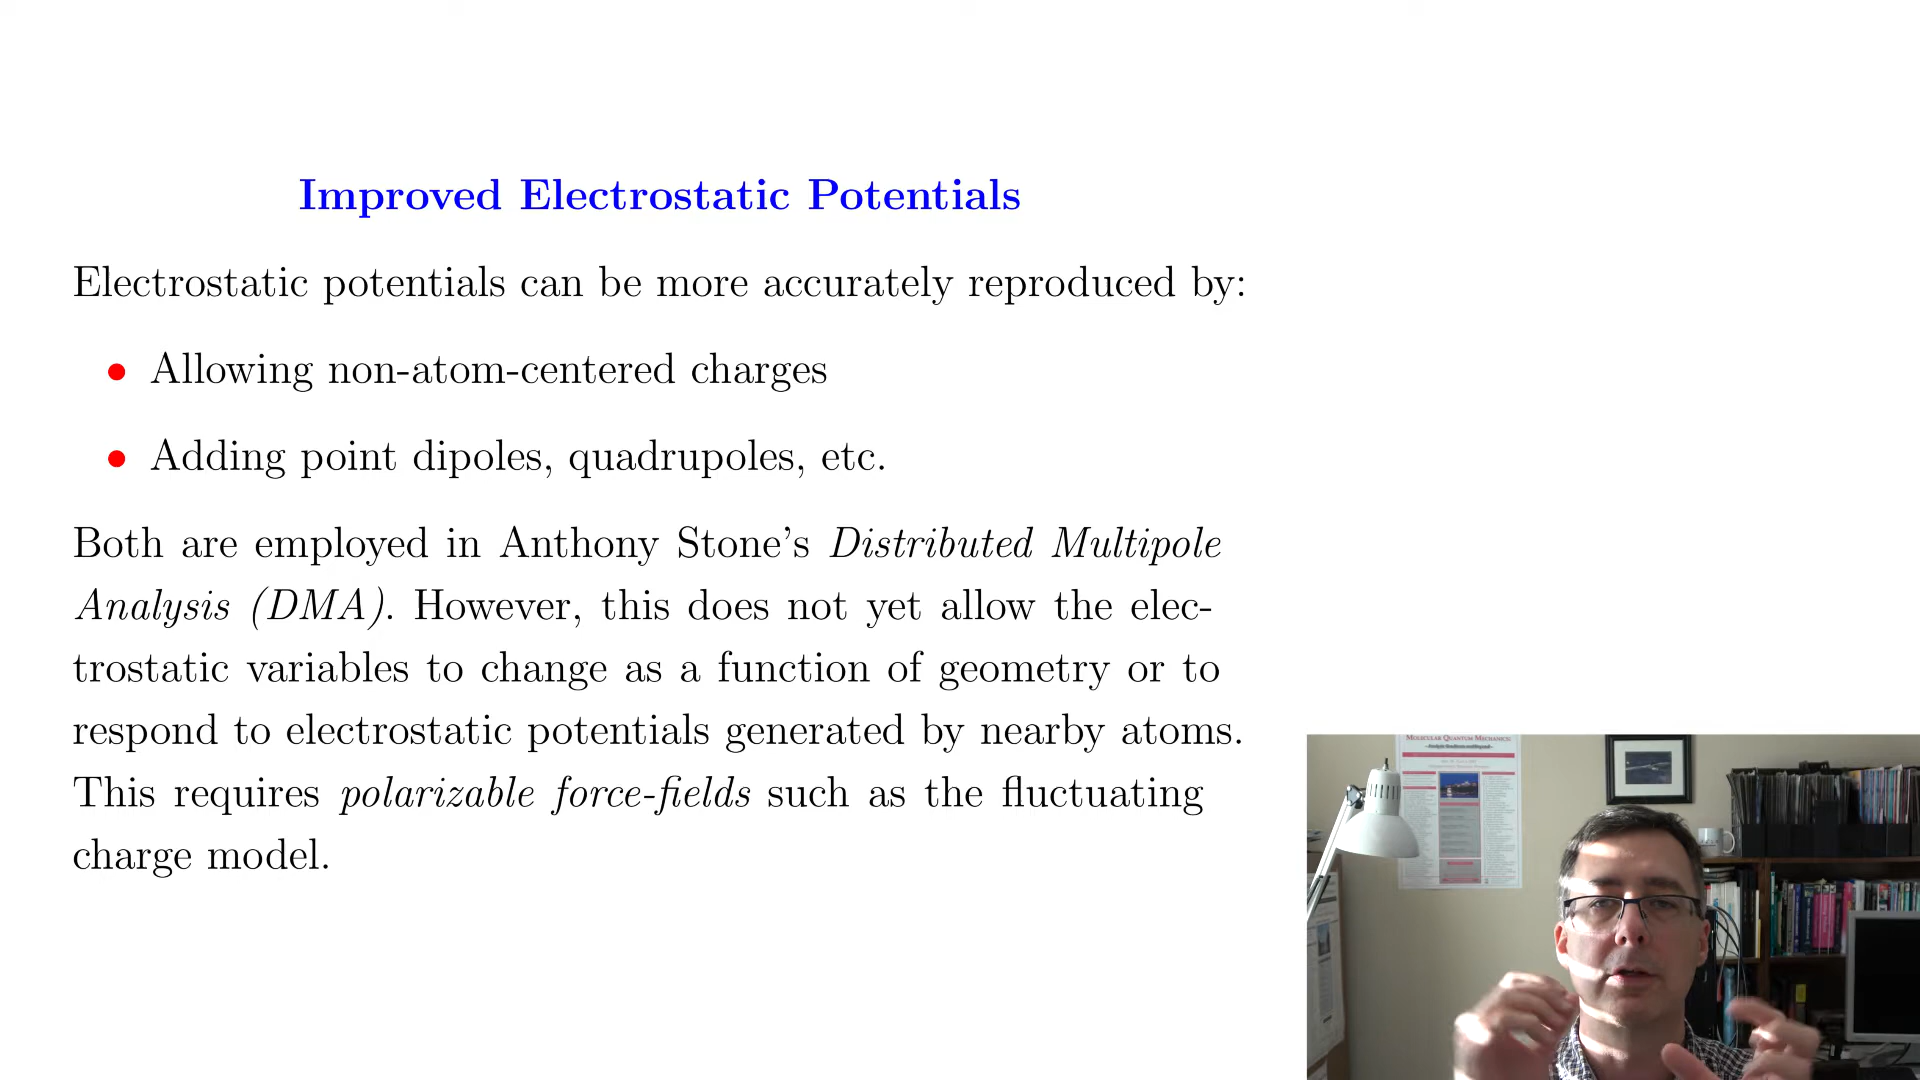 Improved Electrostatic Potentials
Electrostatic potentials can be more accurately reproduced by:
• Allowing non-atom-centered charges
• Adding point dipoles, quadrupoles, etc.
Both are employed in Anthony Stone's Distributed Multipole
Analysis (DMA). However, this does not yet allow the elec-
trostatic variables to change as a function of geometry or to
respond to electrostatic potentials generated by nearby atoms.
This requires polarizable force-fields such as the fluctuating
charge model.
Molecular Quantum Mechanics